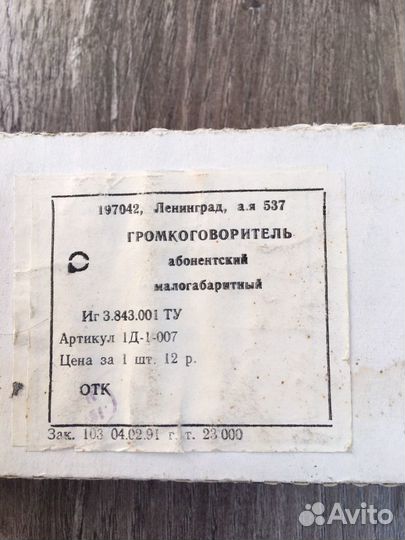 197042, Ленинград, а.я 537
ГРОМКОГОВОРИТЕЛЬ
абонентский
малогабаритный
Иг 3.843.001 ТУ
Артикул 1Д-1-007
Цена за 1 шт. 12 р.
ОТК
Зак. 103 04.02.91 г. т. 23 000
Avito